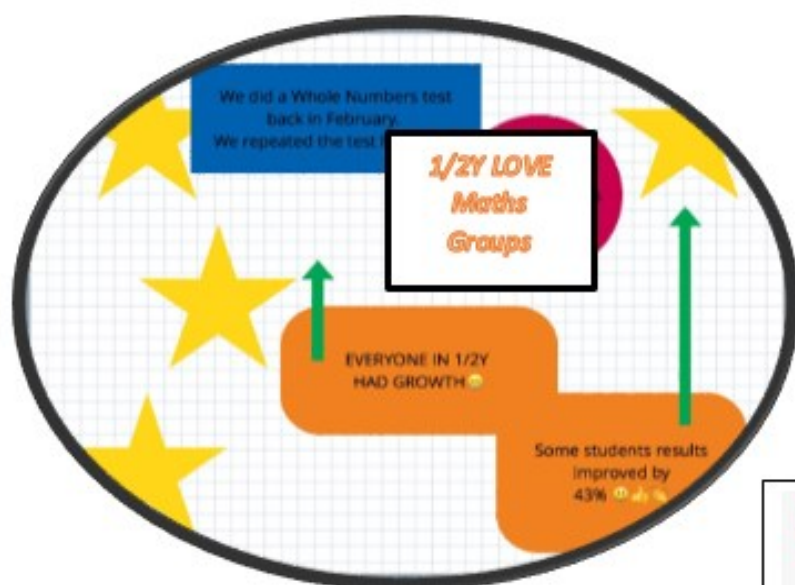 We did a Whole Numbers test
back in February.
We repeated the test
1/2Y LOVE
Maths
Groups
EVERYONE IN 1/2Y
HAD GROWTH
Some students results
improved by
43%